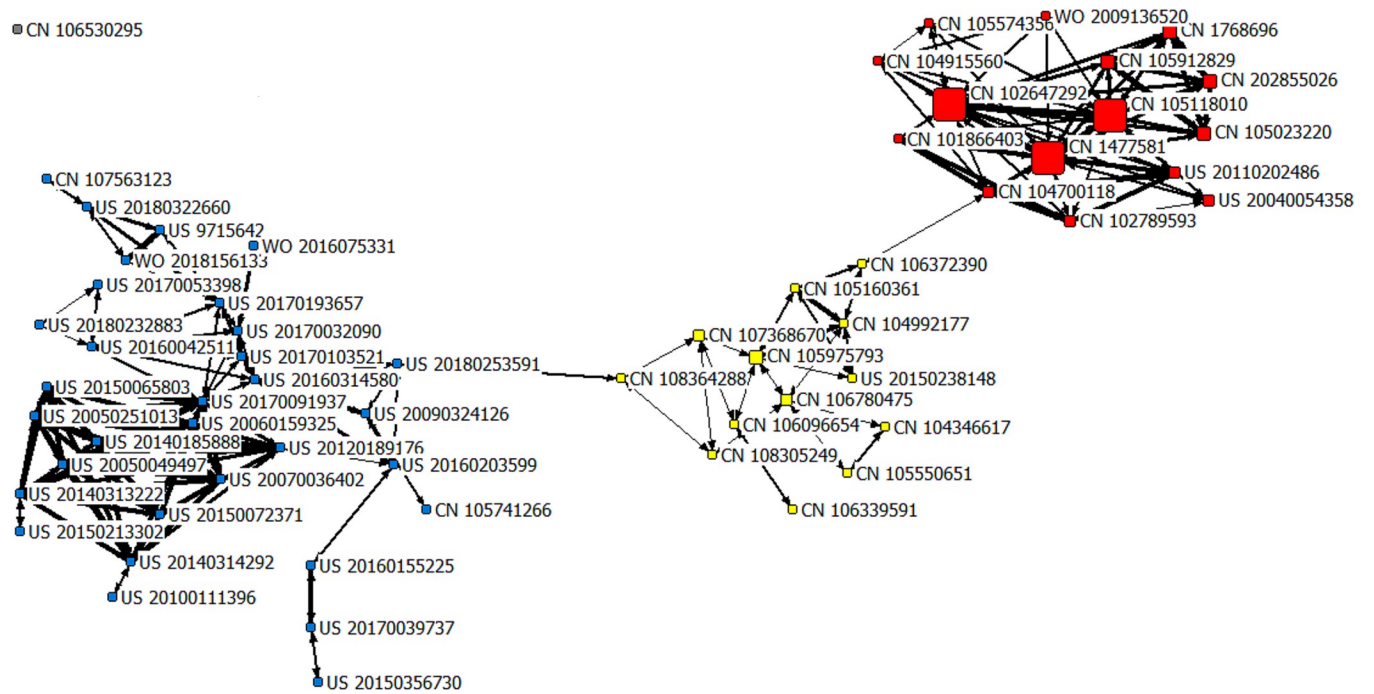 CN 106530295
CN 105574356
WO 2009136520
CN 1768696
CN 104915560
CN 105912829
CN 202855026
CN 102647292
CN 105118010
CN 105023220
CN 101866403
CN 1477581
US 20110202486
CN 104700118
US 20040054358
CN 102789593
CN 107563123
US 20180322660
US 9715642
WO 2016075331
WO 2018156133
US 20170053398
US 20170193657
US 20180232883
US 20170032090
US 20160042511
US 20170103521
US 20180253591
US 20160314580
US 20150065803
US 20170091937
US 20050251013
US 20060159325
US 20090324126
US 20140185888
US 20120189176
US 20050049497
US 20160203599
US 20070036402
US 20140313222
CN 105741266
US 20150072371
US 20150213302
US 20140314292
US 20160155225
US 20100111396
US 20170039737
US 20150356730
CN 106372390
CN 105160361
CN 104992177
CN 107368670
CN 105975793
CN 108364288
US 20150238148
CN 106780475
CN 106096654
CN 104346617
CN 108305249
CN 105550651
CN 106339591